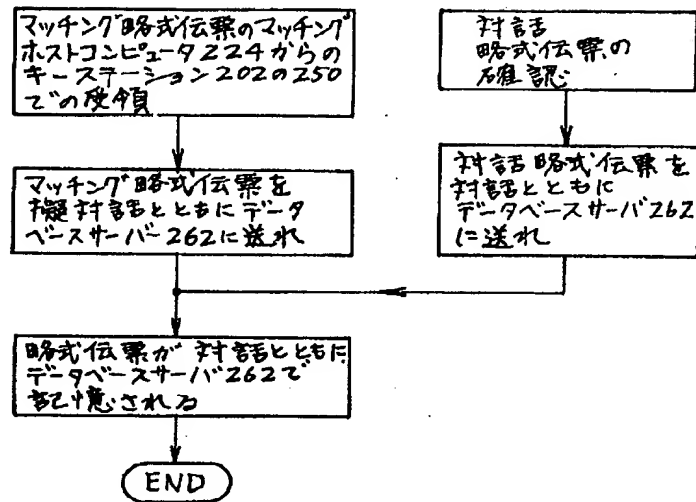 マッチング略式伝票のマッチング
ホストコンピュータ224からの
キーステーション202の250
での受領
対話
略式伝票の
確認
マッチング略式伝票を
擬対話とともにデータ
ベースサーバー262に送れ
対話略式伝票を
対話とともに
データベースサーバ262
に送れ
略式伝票が対話とともに
データベースサーバ262で
記憶される
END